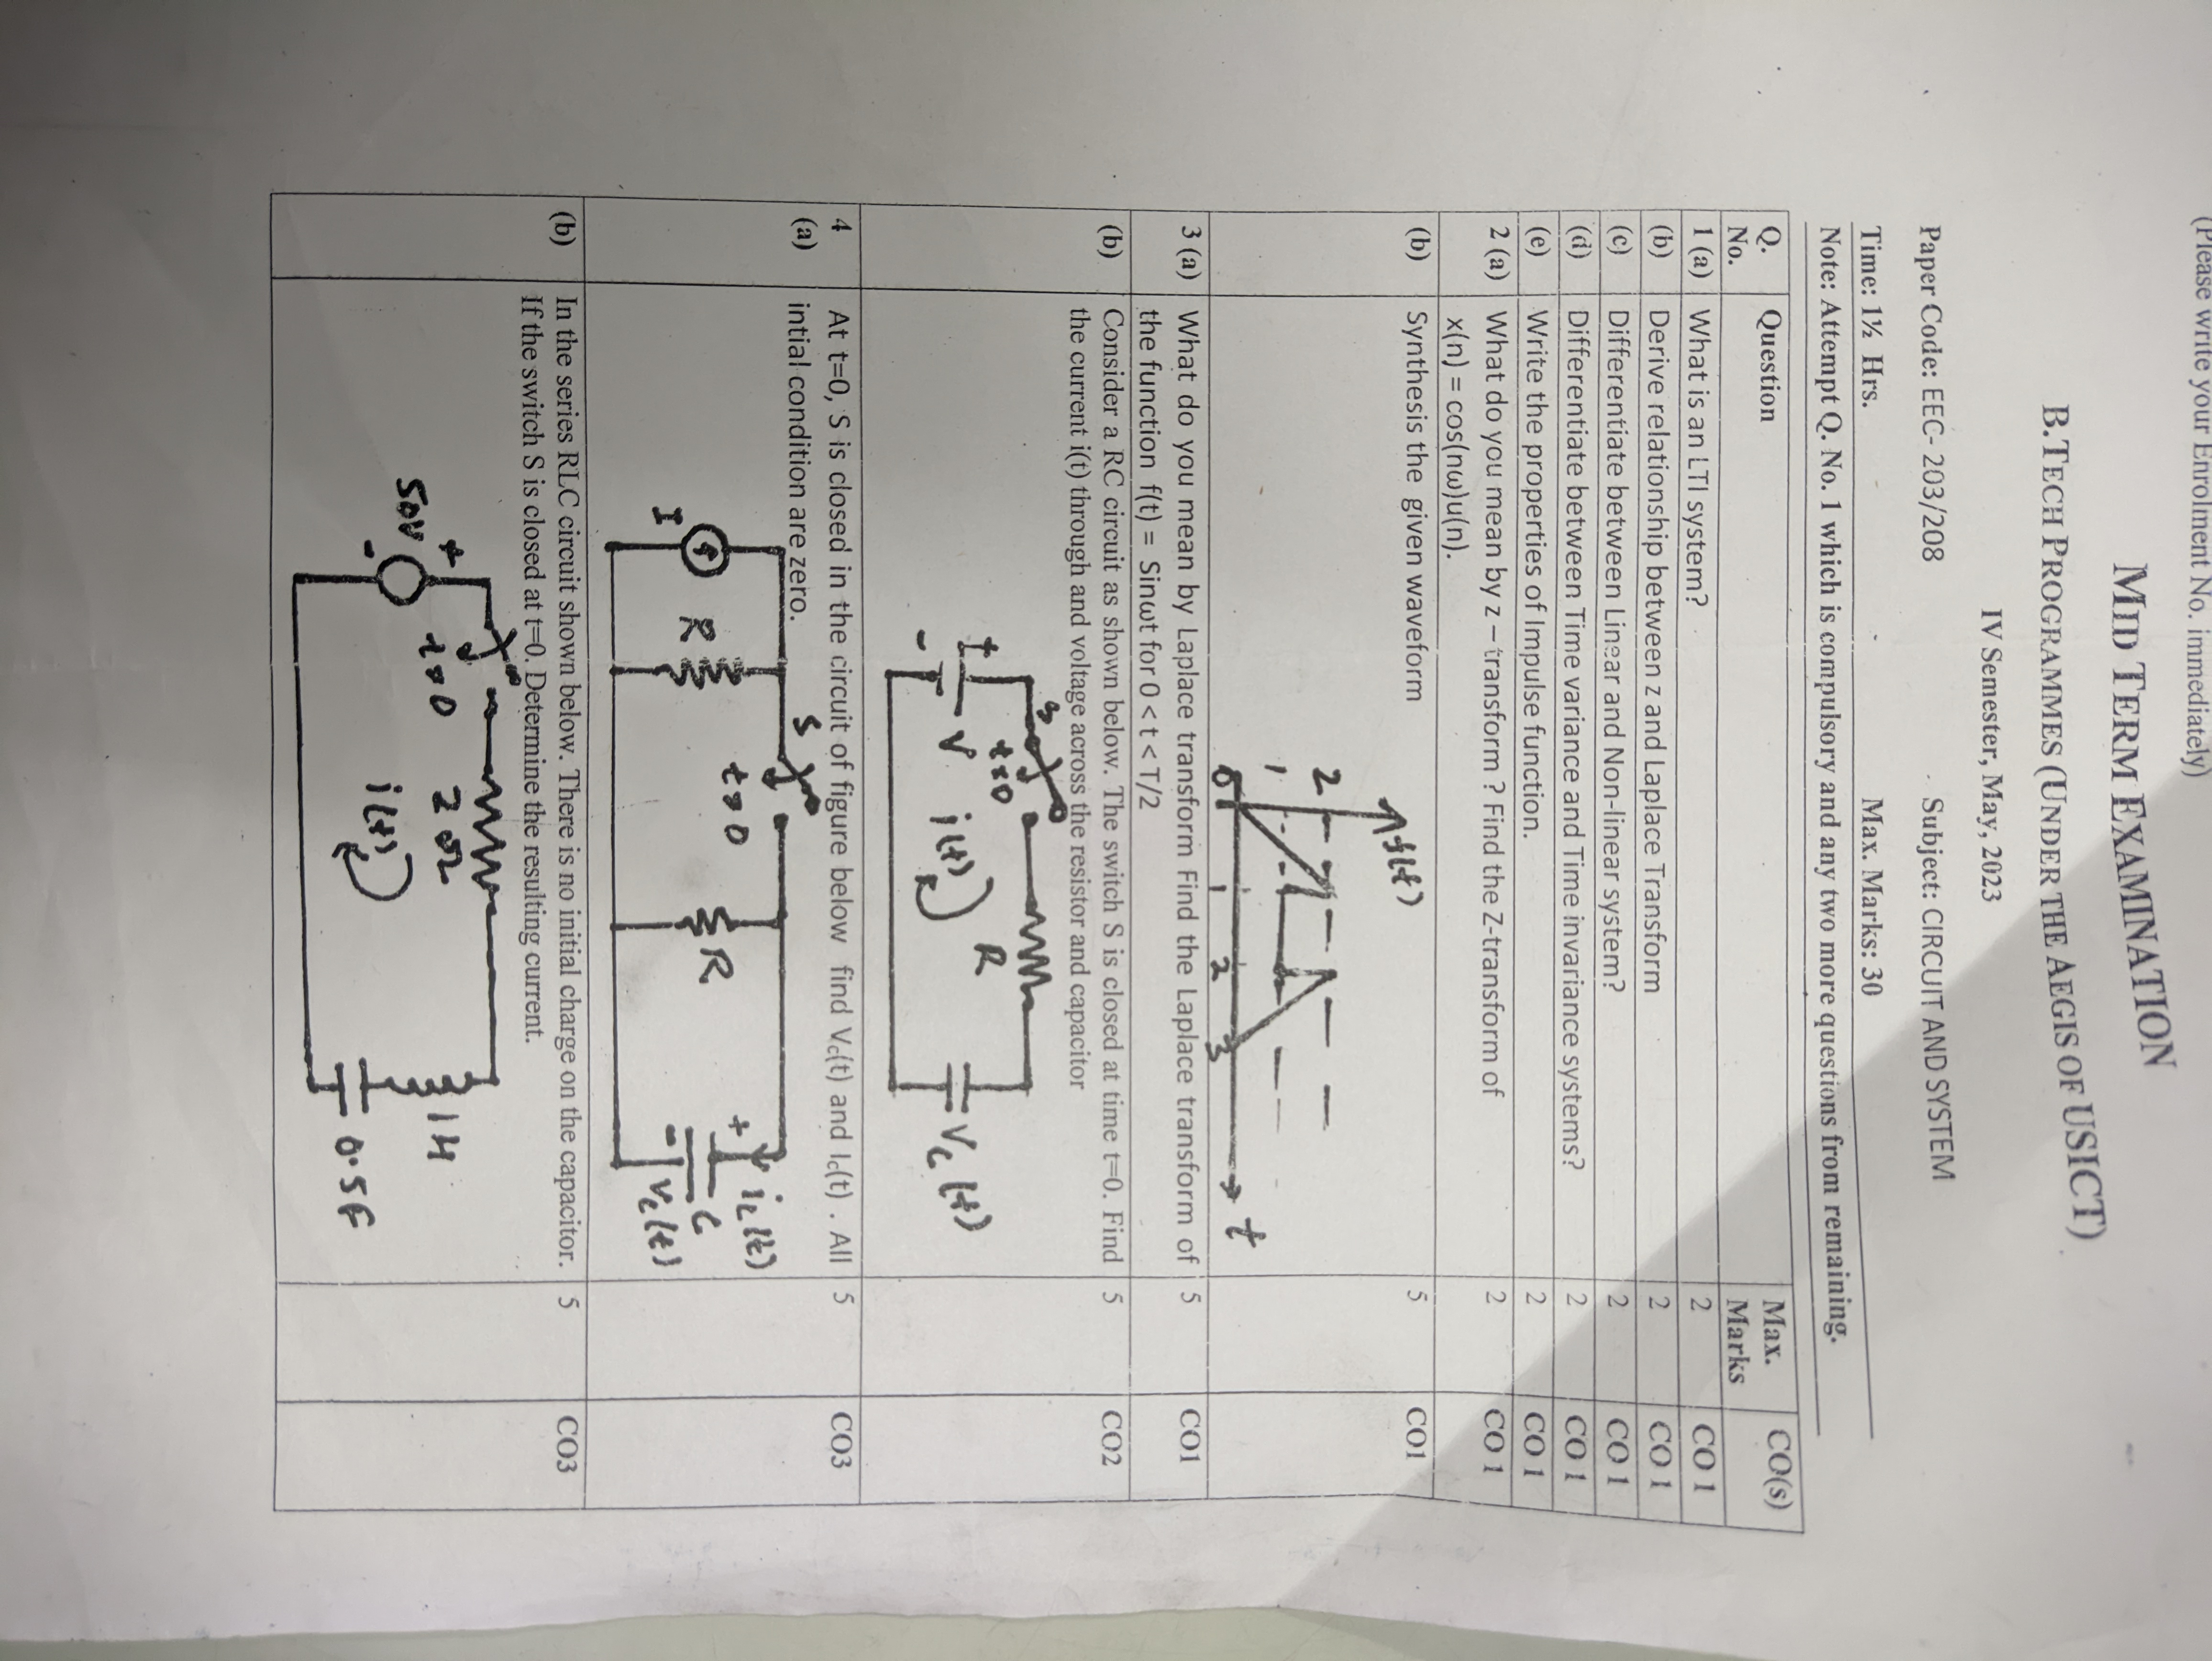 (Please write your Enrolment No. immediately)
MID TERM EXAMINATION
B.TECH PROGRAMMES (UNDER THE AEGIS OF USICT)
IV Semester, May, 2023
Paper Code: EEC- 203/208 Subject: CIRCUIT AND SYSTEM
Time: 1½ Hrs. Max. Marks: 30
Note: Attempt Q. No. 1 which is compulsory and any two more questions from remaining.
Q. No. Question Max. Marks CO(s)
1 (a) What is an LTI system? 2 CO 1
(b) Derive relationship between z and Laplace Transform 2 CO 1
(c) Differentiate between Linear and Non-linear system? 2 CO 1
(d) Differentiate between Time variance and Time invariance systems? 2 CO 1
(e) Write the properties of Impulse function. 2 CO 1
2 (a) What do you mean by z – transform ? Find the Z-transform of 2 CO 1
x(n) = cos(nω)u(n).
(b) Synthesis the given waveform 5 CO1
f(t)
2
1
0 1 2 3 t
3 (a) What do you mean by Laplace transform Find the Laplace transform of 5 CO1
the function f(t) = Sinωt for 0 < t < T/2
(b) Consider a RC circuit as shown below. The switch S is closed at time t=0. Find 5 CO2
the current i(t) through and voltage across the resistor and capacitor
S
t=0 R
+ V i(t) Vc(t)
-
4 At t=0, S is closed in the circuit of figure below find Vc(t) and Ic(t) . All 5 CO3
(a) intial condition are zero.
S
t=0 ic(t)
+
I R R C
- Vc(t)
(b) In the series RLC circuit shown below. There is no initial charge on the capacitor. 5 CO3
If the switch S is closed at t=0. Determine the resulting current.
+ t=0 2Ω 1H
50V i(t)
- 0.5F